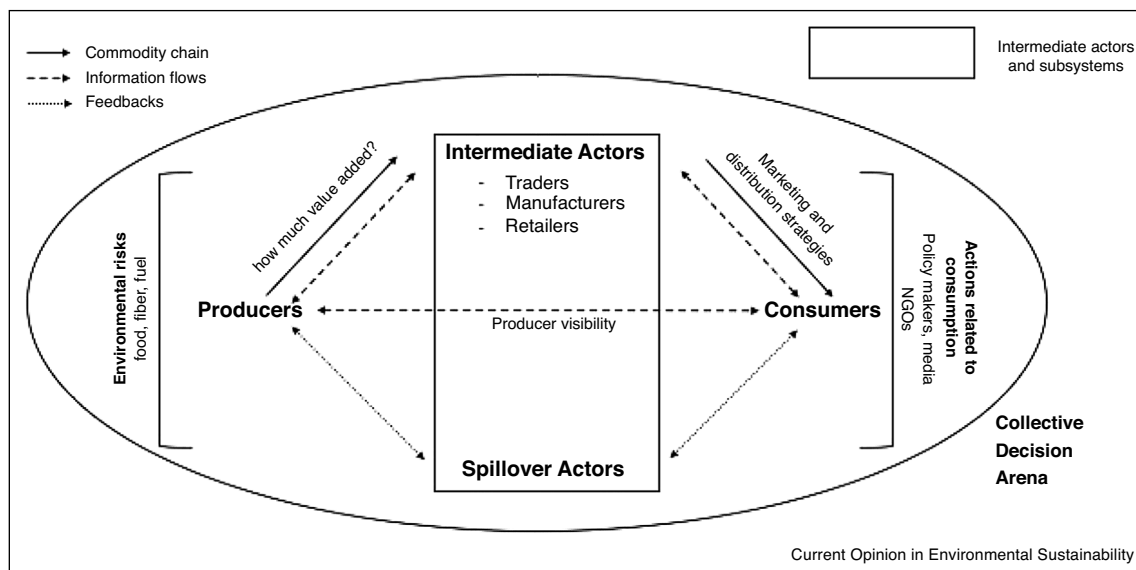 Commodity chain
Information flows
Feedbacks
Intermediate actors
and subsystems
Intermediate Actors
- Traders
- Manufacturers
- Retailers
how much value added?
Marketing and
distribution strategies
Environmental risks
food, fiber, fuel
Producers
Producer visibility
Consumers
Actions related to
consumption
Policy makers, media
NGOs
Spillover Actors
Collective
Decision
Arena
Current Opinion in Environmental Sustainability